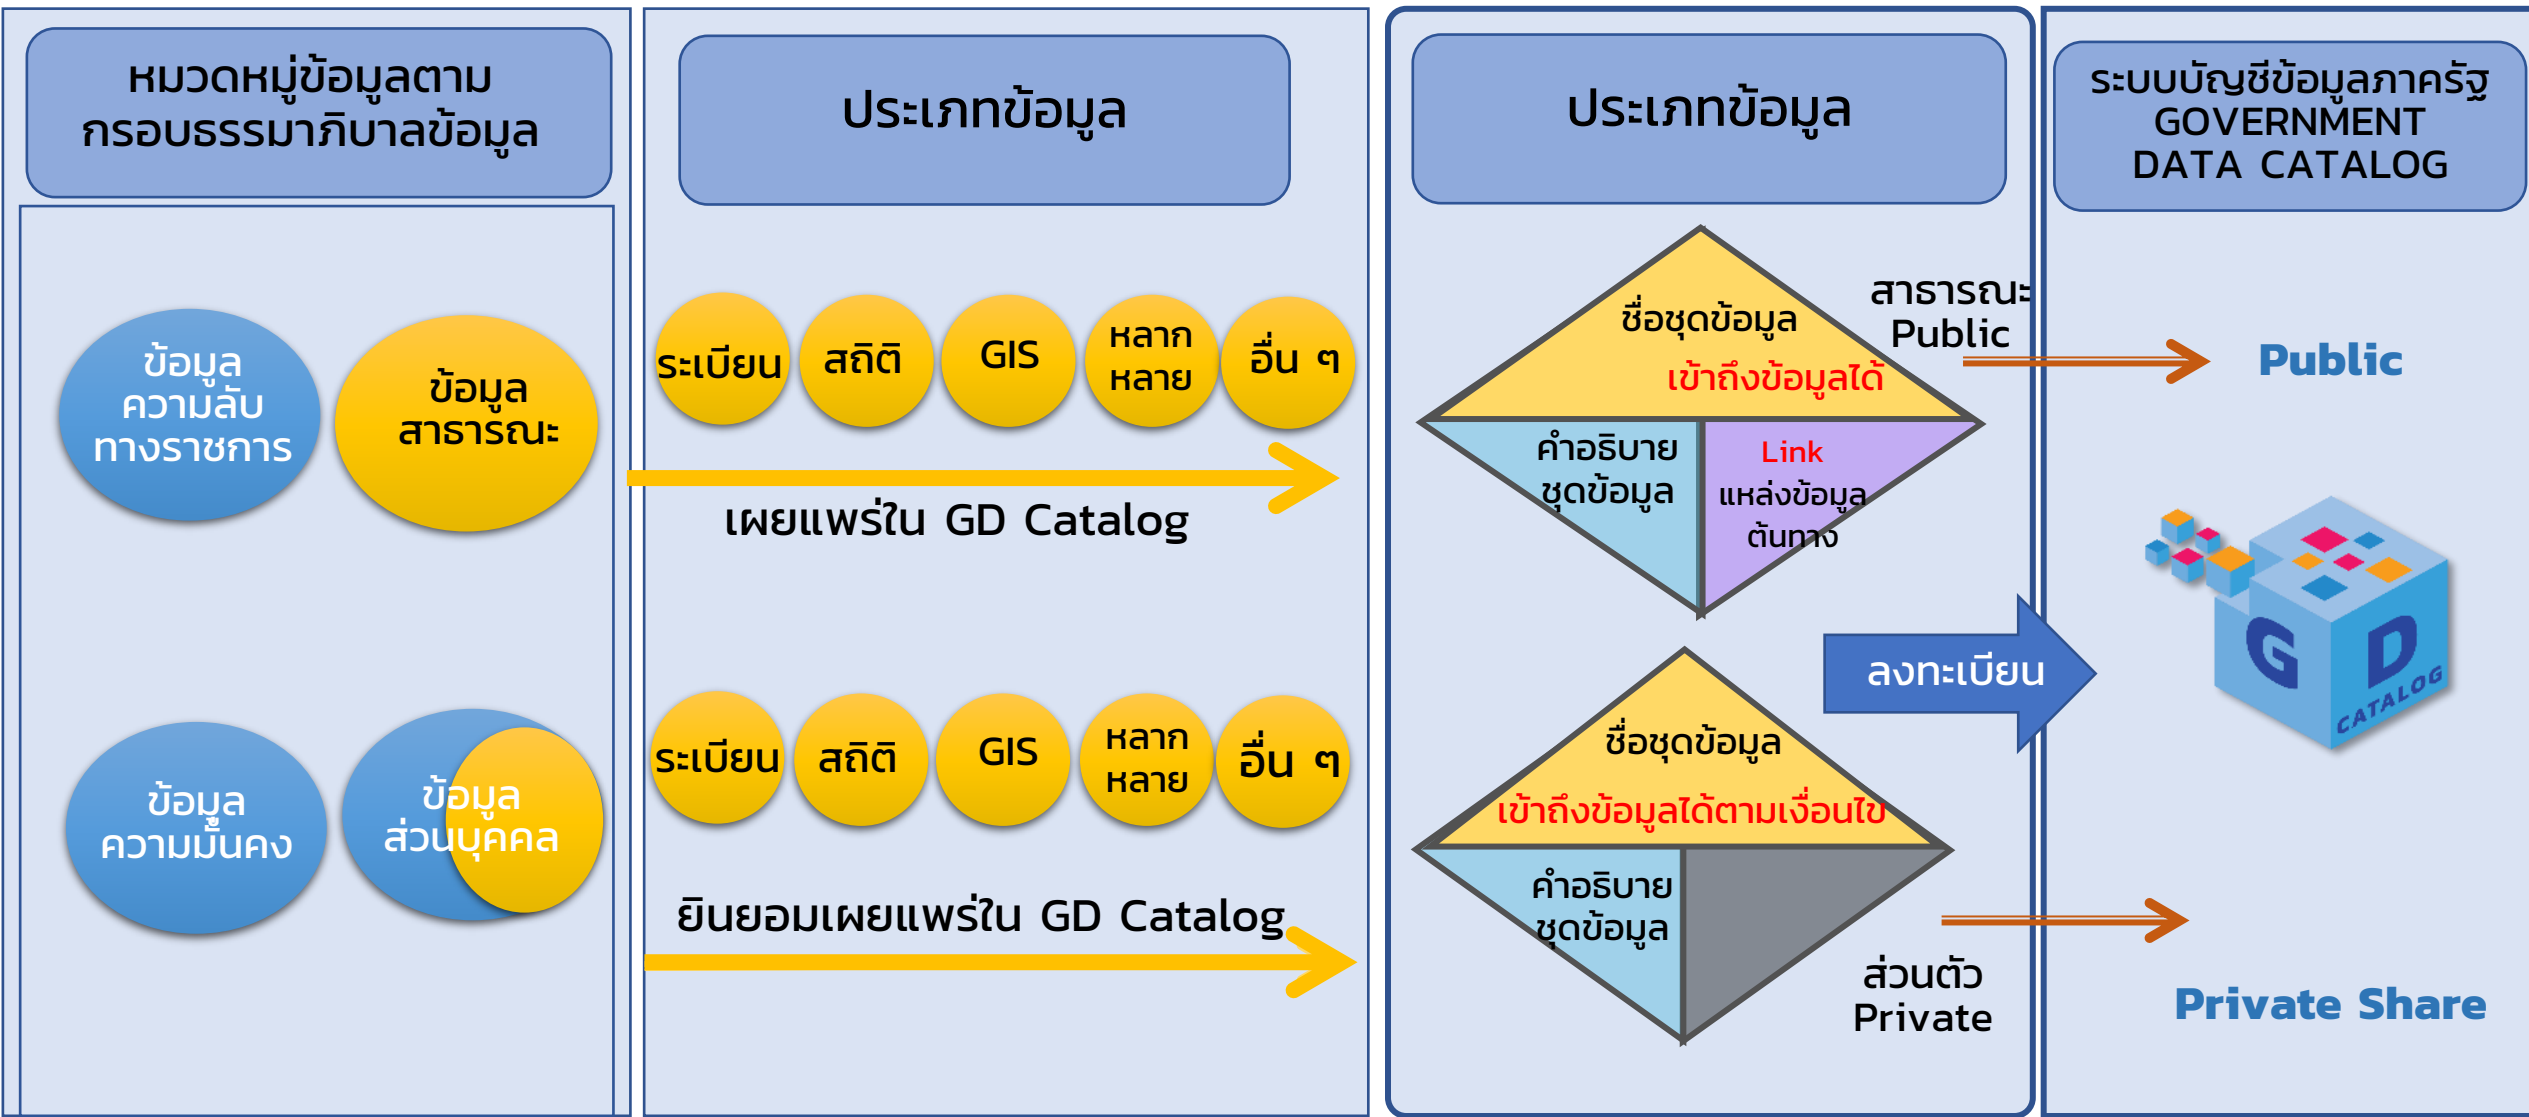 หมวดหมู่ข้อมูลตาม
กรอบธรรมาภิบาลข้อมูล
ข้อมูล
ความลับ
ทางราชการ
ข้อมูล
สาธารณะ
ข้อมูล
ความมั่นคง
ข้อมูล
ส่วนบุคคล
ประเภทข้อมูล
ระเบียน
สถิติ
GIS
หลาก
หลาย
อื่น ๆ
เผยแพร่ใน GD Catalog
ระเบียน
สถิติ
GIS
หลาก
หลาย
อื่น ๆ
ยินยอมเผยแพร่ใน GD Catalog
ประเภทข้อมูล
ชื่อชุดข้อมูล
เข้าถึงข้อมูลได้
คำอธิบาย
ชุดข้อมูล
Link
แหล่งข้อมูล
ต้นทาง
สาธารณะ
Public
ลงทะเบียน
ชื่อชุดข้อมูล
เข้าถึงข้อมูลได้ตามเงื่อนไข
คำอธิบาย
ชุดข้อมูล
ส่วนตัว
Private
ระบบบัญชีข้อมูลภาครัฐ
GOVERNMENT
DATA CATALOG
Public
G D
CATALOG
Private Share